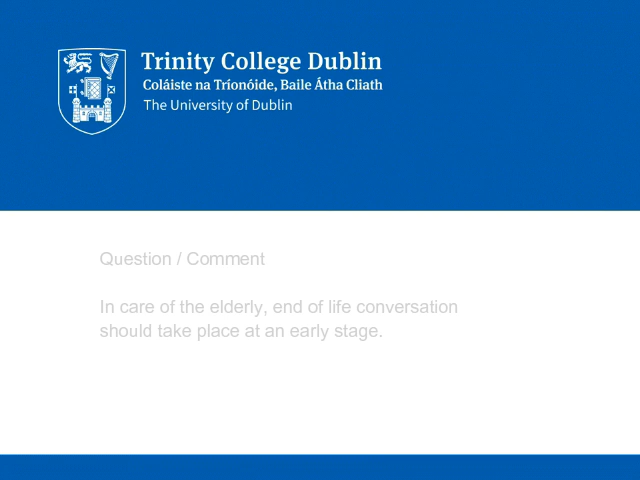 Trinity College Dublin
Coláiste na Tríonóide, Baile Átha Cliath
The University of Dublin
Question / Comment
In care of the elderly, end of life conversation
should take place at an early stage.